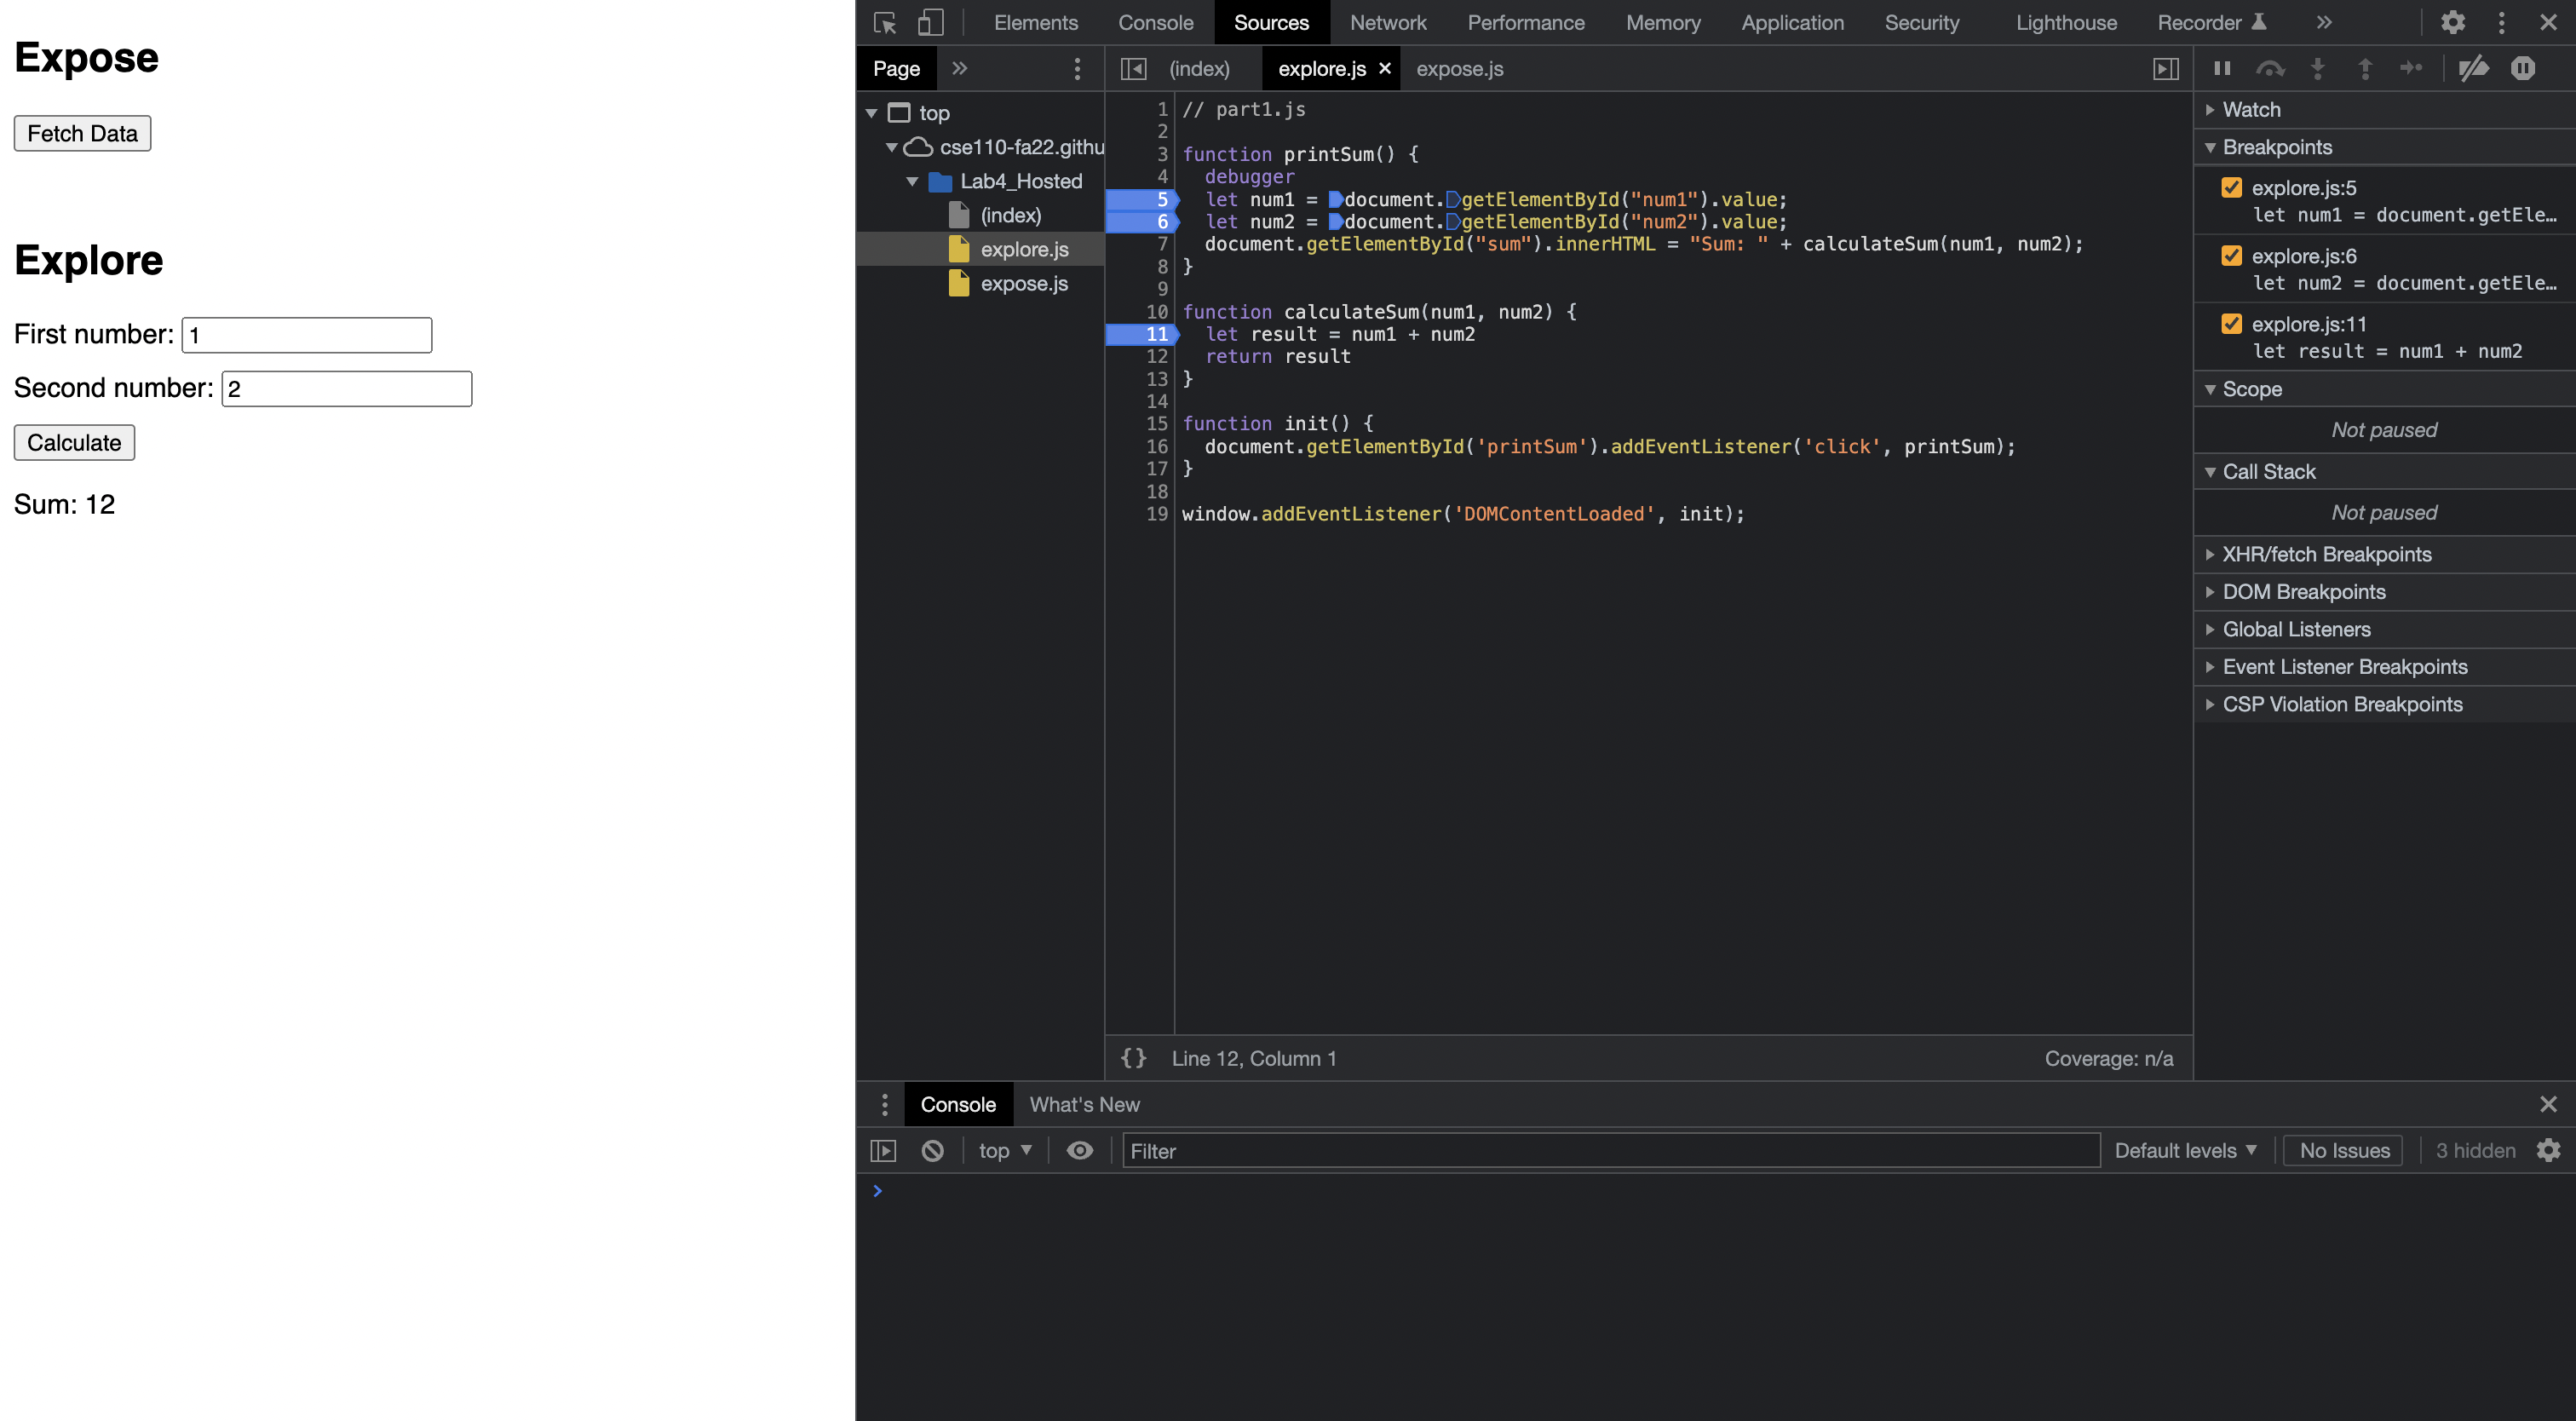 Expose
Fetch Data
Explore
First number: 1
Second number: 2
Calculate
Sum: 12
Elements Console Sources Network Performance Memory Application Security Lighthouse Recorder
Page
top
cse110-fa22.githu
Lab4_Hosted
(index)
explore.js
expose.js
(index) explore.js expose.js
1 // part1.js
2
3 function printSum() {
4   debugger
5   let num1 = document.getElementById("num1").value;
6   let num2 = document.getElementById("num2").value;
7   document.getElementById("sum").innerHTML = "Sum: " + calculateSum(num1, num2);
8 }
9
10 function calculateSum(num1, num2) {
11   let result = num1 + num2
12   return result
13 }
14
15 function init() {
16   document.getElementById('printSum').addEventListener('click', printSum);
17 }
18
19 window.addEventListener('DOMContentLoaded', init);
{} Line 12, Column 1 Coverage: n/a
Watch
Breakpoints
explore.js:5
let num1 = document.getEle…
explore.js:6
let num2 = document.getEle…
explore.js:11
let result = num1 + num2
Scope
Not paused
Call Stack
Not paused
XHR/fetch Breakpoints
DOM Breakpoints
Global Listeners
Event Listener Breakpoints
CSP Violation Breakpoints
Console What's New
top Filter Default levels No Issues 3 hidden